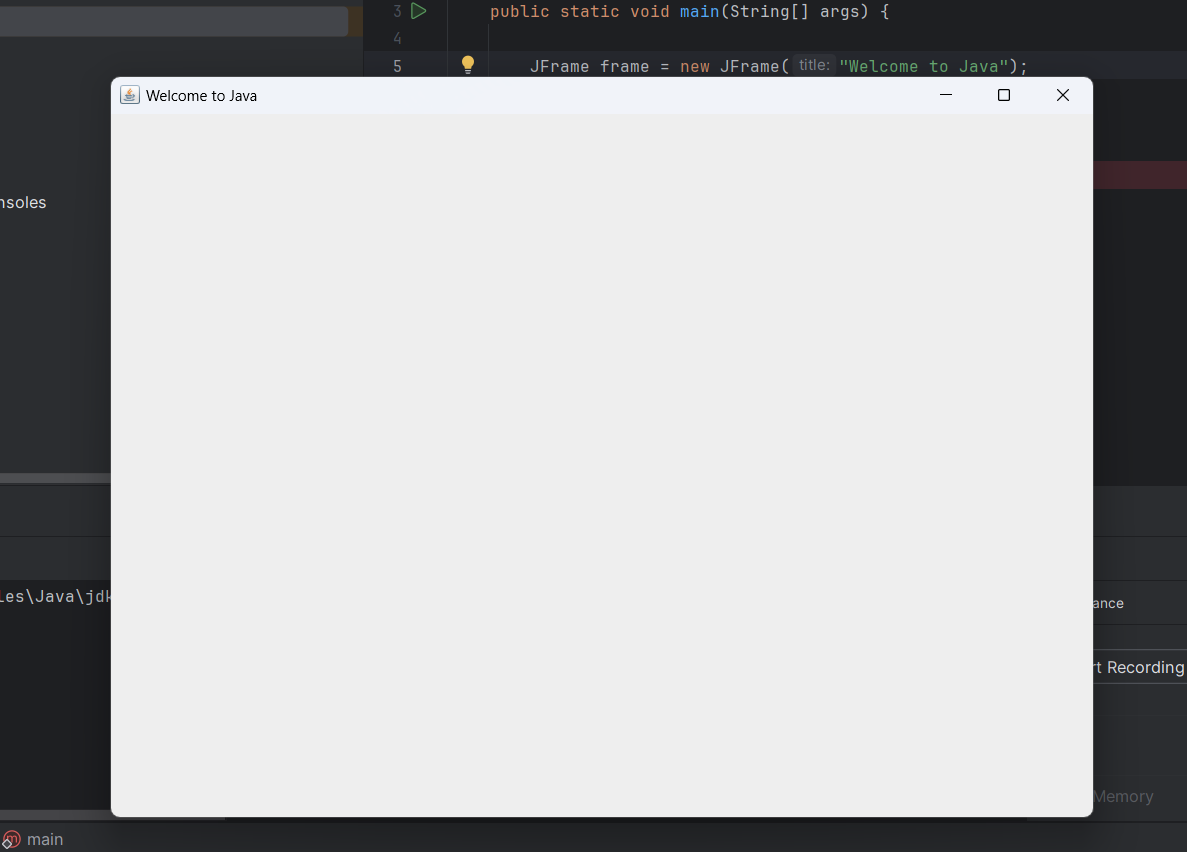 3 public static void main(String[] args) {
4
5 JFrame frame = new JFrame( title: "Welcome to Java");
Welcome to Java
nsoles
les\Java\jdk
ance
rt Recording
Memory
main